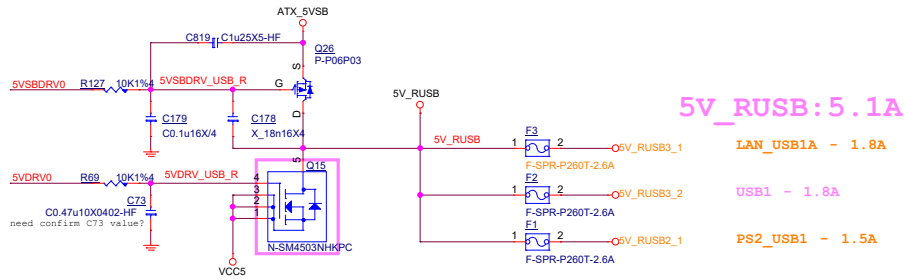 ATX_5VSB
C819 C1u25X5-HF
Q26
P-P06P03
S
5VSBDRV0 R127 10K1%4 5VSBDRV_USB_R G
5V_RUSB
5V_RUSB:5.1A
C179
C0.1u16X/4
C178
X_18n16X4
D
5V_RUSB
F3
1 2
5V_RUSB3_1
LAN_USB1A - 1.8A
F-SPR-P260T-2.6A
5
Q15
5VDRV0 R69 10K1%4 5VDRV_USB_R 4
3
2
1
C73
C0.47u10X0402-HF
need confirm C73 value?
N-SM4503NHKPC
VCC5
F2
1 2
5V_RUSB3_2
USB1 - 1.8A
F-SPR-P260T-2.6A
F1
1 2
5V_RUSB2_1
PS2_USB1 - 1.5A
F-SPR-P260T-2.6A